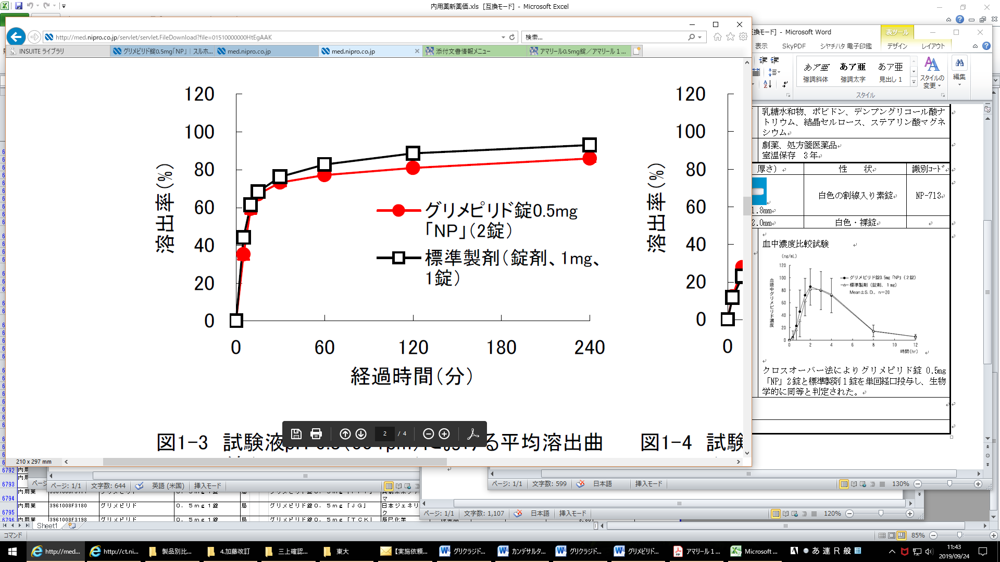 内用薬新薬価.xls [互換モード] - Microsoft Excel
http://med.nipro.co.jp/servlet/servlet.FileDownload?file=01510000000HtEgAAK
検索...
INSUITE ライブラリ
グリメピリド錠0.5mg「NP」｜スルホ...
med.nipro.co.jp
med.nipro.co.jp
添付文書情報メニュー
アマリール0.5mg錠／アマリール１...
120
100
80
60
40
20
0
溶出率(%)
0 60 120 180 240
経過時間(分)
グリメピリド錠0.5mg
「NP」(2錠)
標準製剤(錠剤、1mg、
1錠)
図1-3
る平均溶出曲
120
100
80
60
40
20
0
溶出率(%)
0
図1-4 試験
2 / 4
210 x 297 mm
換モード] - Microsoft Word
表ツール
表示
SkyPDF
シヤチハタ 電子印鑑
デザイン
レイアウト
あア亜
強調斜体
あア亜
強調太字
あア亜
見出し 1
スタイルの
変更
編集
スタイル
乳糖水和物、ポビドン、デンプングリコール酸ナ
トリウム、結晶セルロース、ステアリン酸マグネ
シウム
劇薬、処方箋医薬品
室温保存 3年
厚さ） 性 状 識別ｺｰﾄﾞ
白色の割線入り素錠 NP-713
1.8mm
2.0mm 白色・裸錠
血中濃度比較試験
(ng/mL)
120
100
80
60
40
20
0
血漿中グリメピリド濃度
グリメピリド錠0.5mg「NP」(2錠)
標準製剤(錠剤、1mg)
Mean±S.D., n=20
0 2 4 6 8 10 12
時間(hr)
クロスオーバー法によりグリメピリド錠 0.5mg
「NP」2錠と標準製剤1錠を単回経口投与し、生物
学的に同等と判定された。
ページ: 1/1
文字数: 644
英語 (米国)
挿入モード
ページ: 1/1
文字数: 599
日本語
挿入モード
130%
ページ: 1/1
文字数: 1,107
日本語
挿入モード
120%
6792 内用
6793
6794 内用薬
6795 内用薬 3961008F3180 グリメピリド ０．５ｍｇ１錠 局 グリメピリド錠０．５ｍｇ「ＪＧ」 日本ジェネリ
ク
6796 内用薬 3961008F3198 グリメピリド ０．５ｍｇ１錠 局 グリメピリド錠０．５ｍｇ「ＴＣＫ」 辰巳化学
Sheet1
コマンド
85%
http://med...
http://ct.ni...
製品別比...
4.加藤改訂
三上確認...
東大
【実施依頼...
グリクラジド...
カンデサルタ...
グリクラジド...
グリメピリド...
アマリール１...
Microsoft ...
あ 連 R 般
11:43
2019/09/24